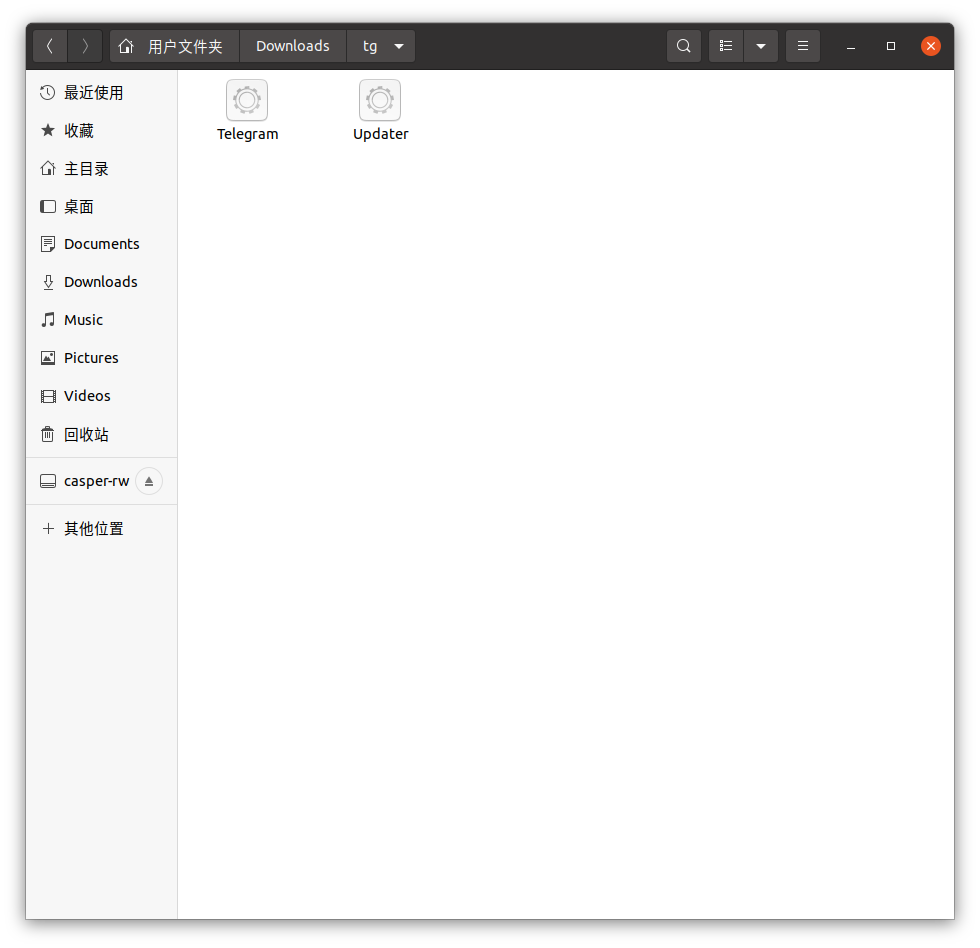 用户文件夹 Downloads tg
最近使用
收藏
主目录
桌面
Documents
Downloads
Music
Pictures
Videos
回收站
casper-rw
其他位置
Telegram
Updater